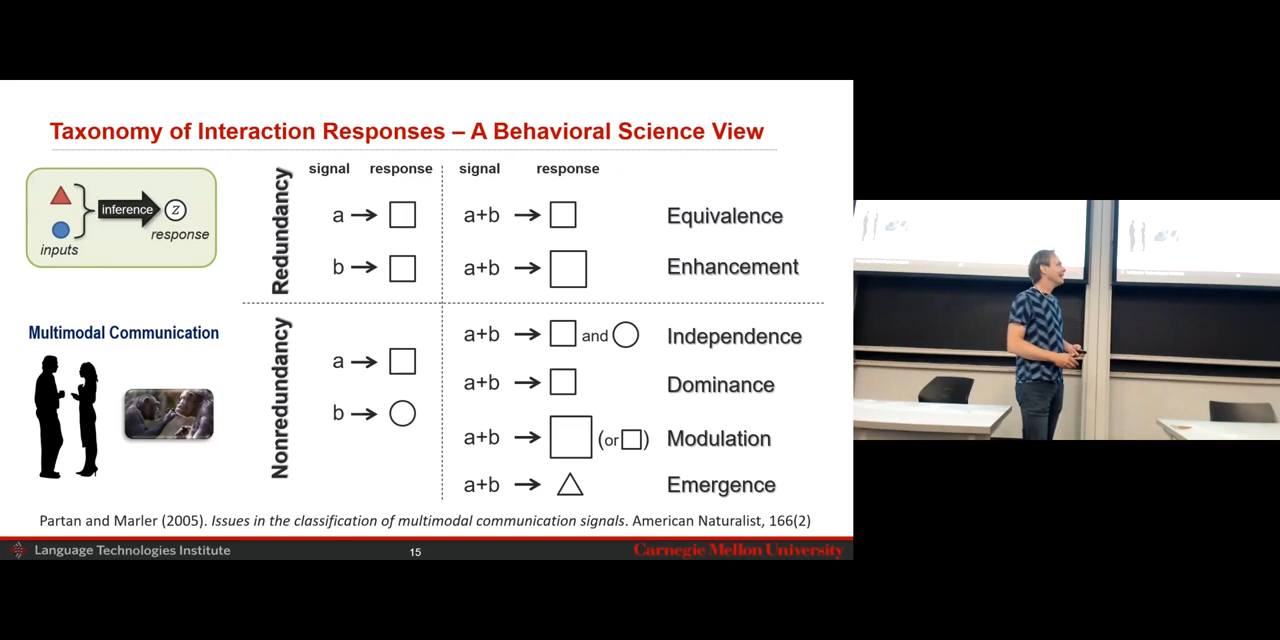 Taxonomy of Interaction Responses – A Behavioral Science View
inputs
inference
Z
response
Multimodal Communication
Redundancy
signal response
a →
b →
signal response
a+b → Equivalence
a+b → Enhancement
Nonredundancy
a →
b →
a+b → and Independence
a+b → Dominance
a+b → (or ) Modulation
a+b → Emergence
Partan and Marler (2005). Issues in the classification of multimodal communication signals. American Naturalist, 166(2)
Language Technologies Institute 15 Carnegie Mellon University